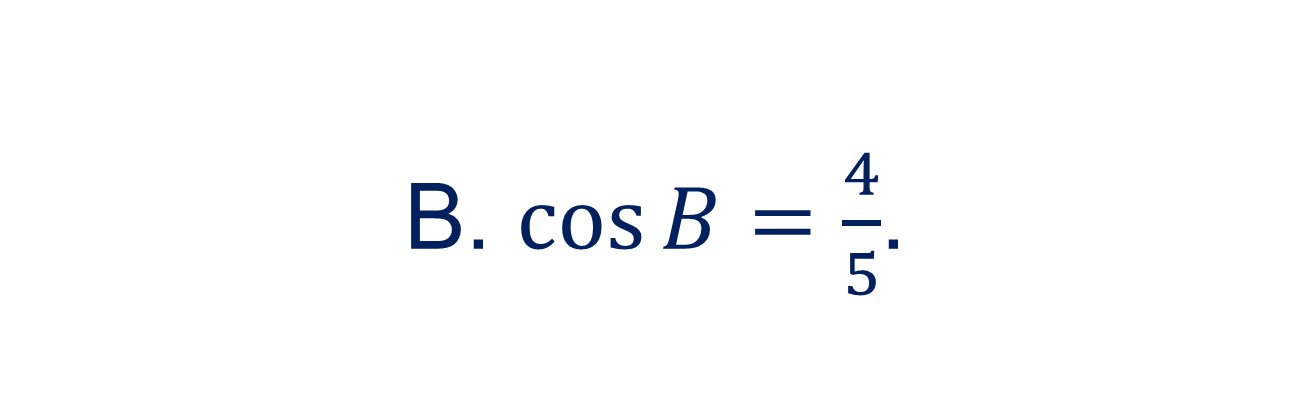 B. cos B = 4/5.